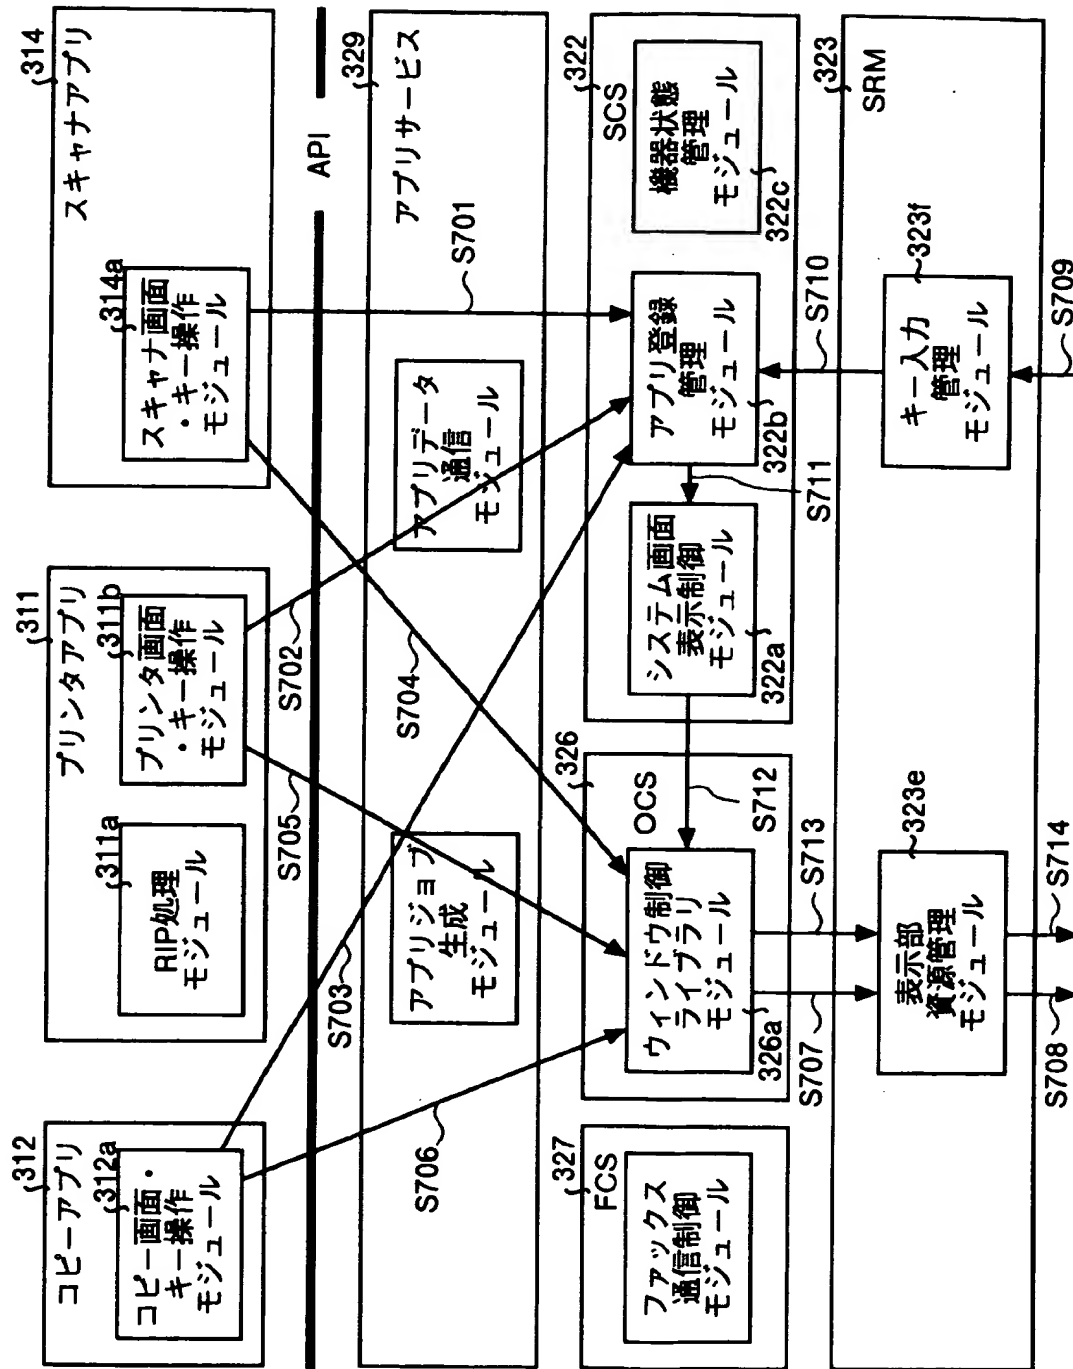 312
コピーアプリ
312a
コピー画面・
キー操作
モジュール
311
プリンタアプリ
311a
RIP処理
モジュール
311b
プリンタ画面
・キー操作
モジュール
314
スキャナアプリ
314a
スキャナ画面
・キー操作
モジュール
API
S703
S705
S702
S701
329
アプリサービス
アプリジョブ
生成
モジュール
アプリデータ
通信
モジュール
S706
S704
327
FCS
ファックス
通信制御
モジュール
326
OCS
ウィンドウ制御
ライブラリ
モジュール
326a
S712
322
SCS
システム画面
表示制御
モジュール
322a
S711
アプリ登録
管理
モジュール
322b
機器状態
管理
モジュール
322c
S707
S713
S710
323
SRM
323e
表示部
資源管理
モジュール
323f
キー入力
管理
モジュール
S708
S714
S709